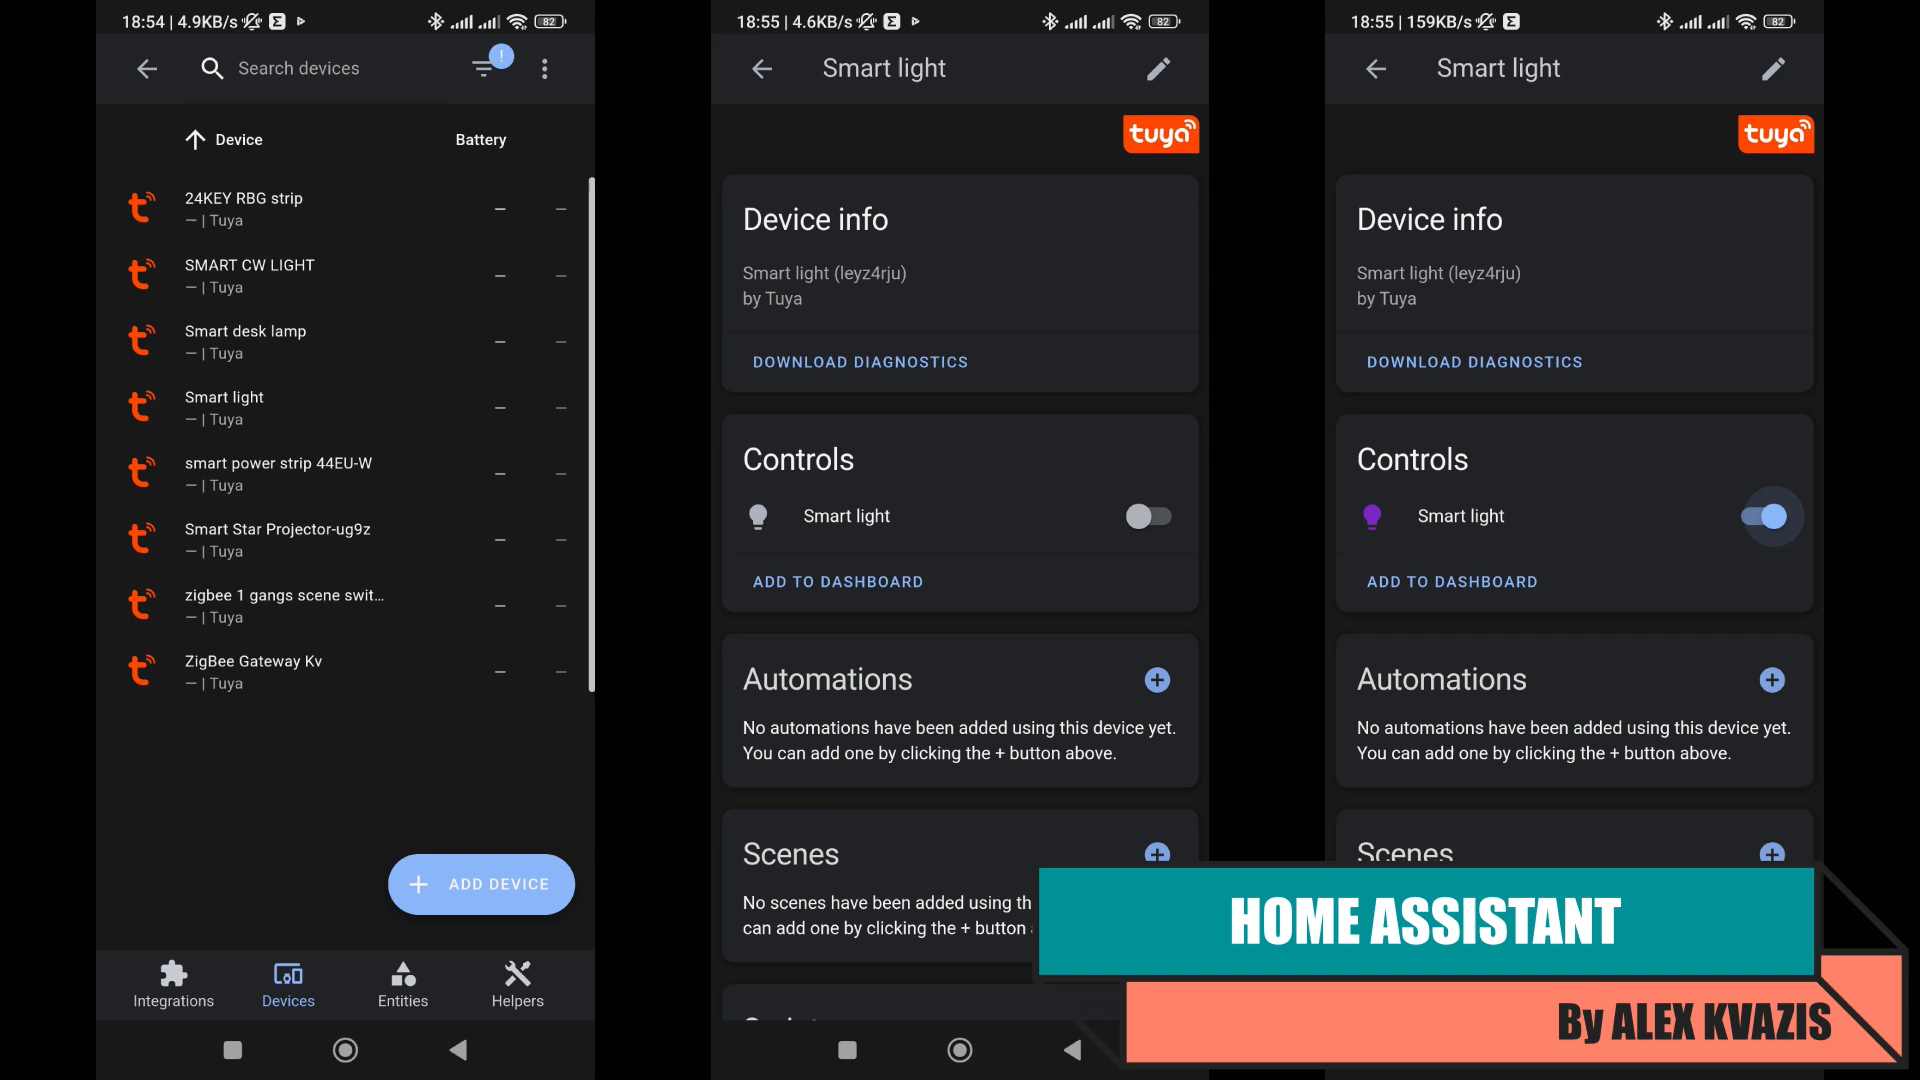 18:54 | 4.9KB/s
82
Search devices
Device
Battery
24KEY RBG strip
— | Tuya
SMART CW LIGHT
— | Tuya
Smart desk lamp
— | Tuya
Smart light
— | Tuya
smart power strip 44EU-W
— | Tuya
Smart Star Projector-ug9z
— | Tuya
zigbee 1 gangs scene swit...
— | Tuya
ZigBee Gateway Kv
— | Tuya
+ ADD DEVICE
Integrations
Devices
Entities
Helpers
18:55 | 4.6KB/s
82
Smart light
tuya
Device info
Smart light (leyz4rju)
by Tuya
DOWNLOAD DIAGNOSTICS
Controls
Smart light
ADD TO DASHBOARD
Automations
No automations have been added using this device yet.
You can add one by clicking the + button above.
Scenes
No scenes have been added using th
can add one by clicking the + button
18:55 | 159KB/s
82
Smart light
tuya
Device info
Smart light (leyz4rju)
by Tuya
DOWNLOAD DIAGNOSTICS
Controls
Smart light
ADD TO DASHBOARD
Automations
No automations have been added using this device yet.
You can add one by clicking the + button above.
Scenes
HOME ASSISTANT
By ALEX KVAZIS